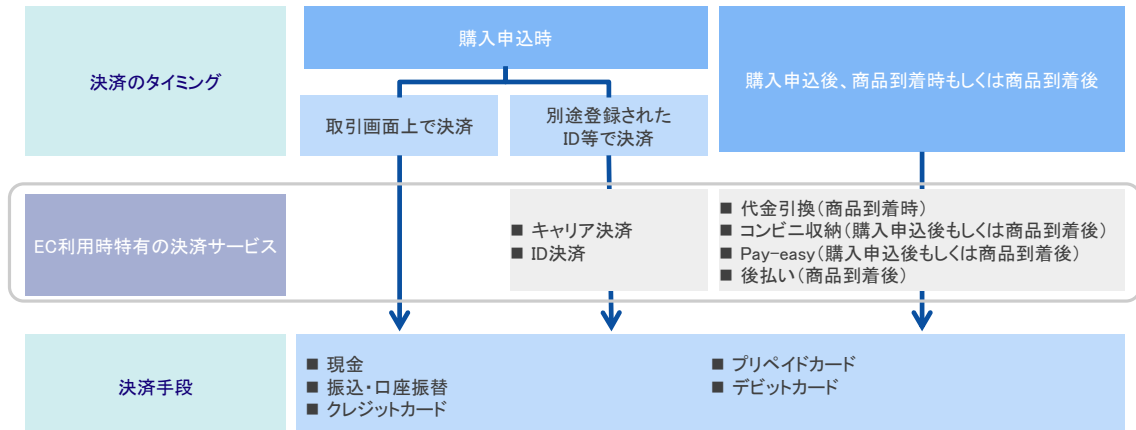 決済のタイミング
購入申込時
取引画面上で決済
別途登録された
ID等で決済
購入申込後、商品到着時もしくは商品到着後
EC利用時特有の決済サービス
■ キャリア決済
■ ID決済
■ 代金引換(商品到着時)
■ コンビニ収納(購入申込後もしくは商品到着後)
■ Pay-easy(購入申込後もしくは商品到着後)
■ 後払い(商品到着後)
決済手段
■ 現金
■ 振込・口座振替
■ クレジットカード
■ プリペイドカード
■ デビットカード